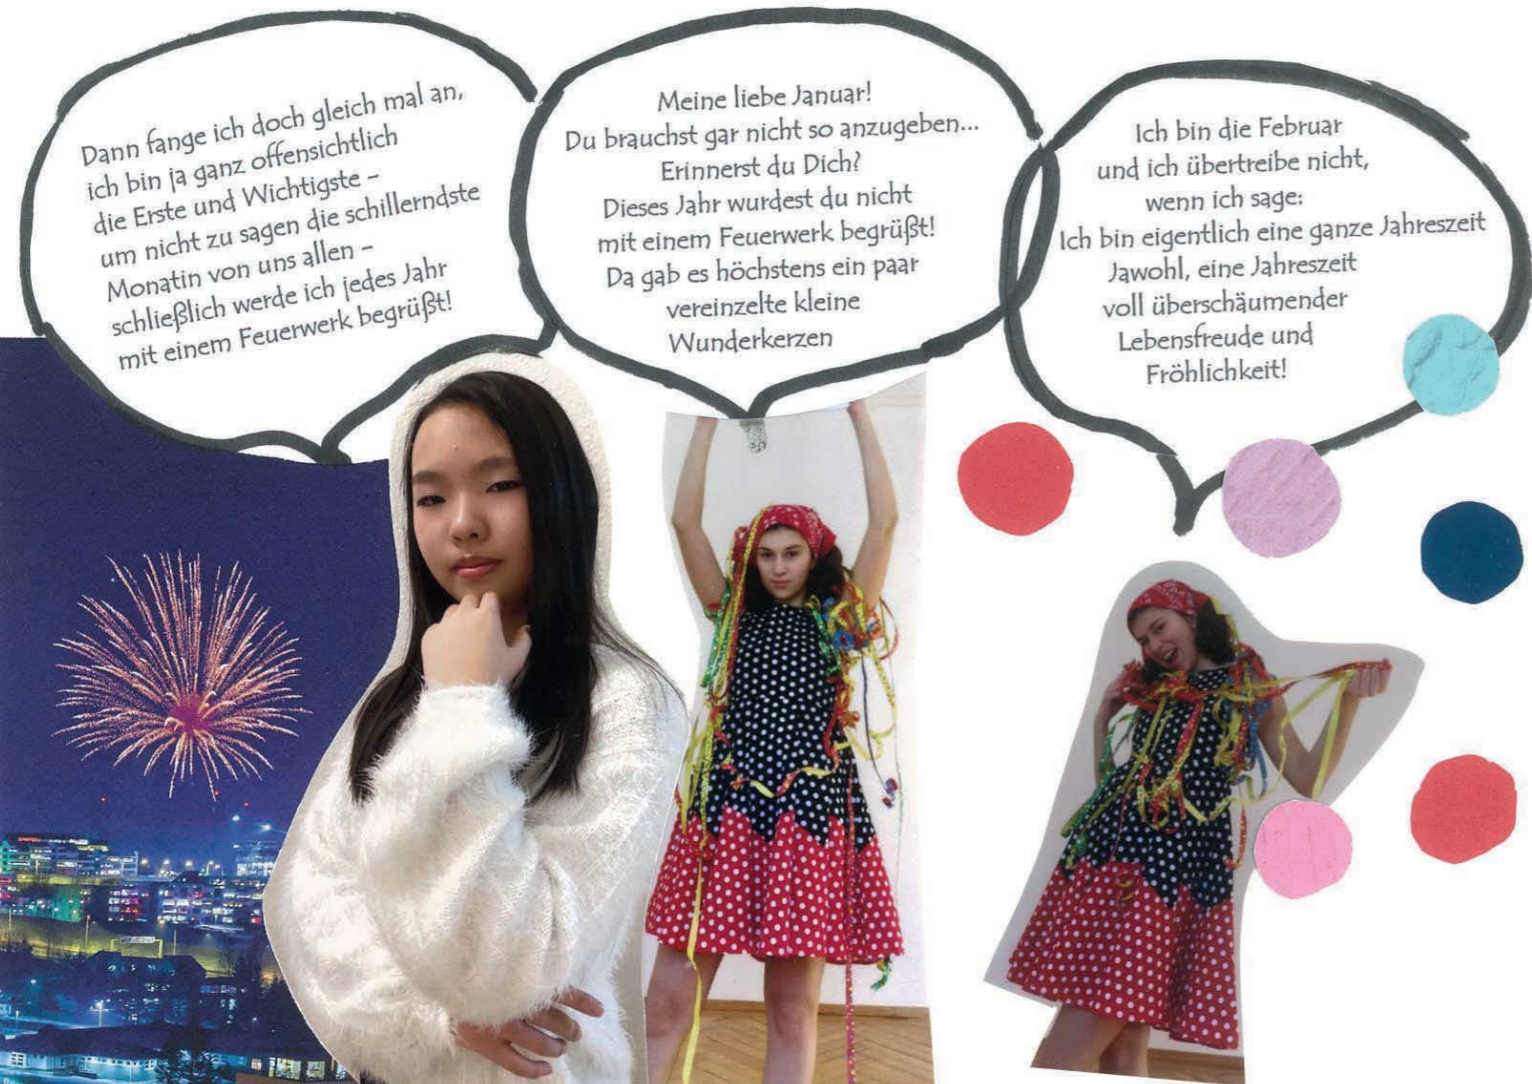 Dann fange ich doch gleich mal an,
ich bin ja ganz offensichtlich
die Erste und Wichtigste –
um nicht zu sagen die schillerndste
Monatin von uns allen –
schließlich werde ich jedes Jahr
mit einem Feuerwerk begrüßt!
Meine liebe Januar!
Du brauchst gar nicht so anzugeben...
Erinnerst du Dich?
Dieses Jahr wurdest du nicht
mit einem Feuerwerk begrüßt!
Da gab es höchstens ein paar
vereinzelte kleine
Wunderkerzen
Ich bin die Februar
und ich übertreibe nicht,
wenn ich sage:
Ich bin eigentlich eine ganze Jahreszeit
Jawohl, eine Jahreszeit
voll überschäumender
Lebensfreude und
Fröhlichkeit!